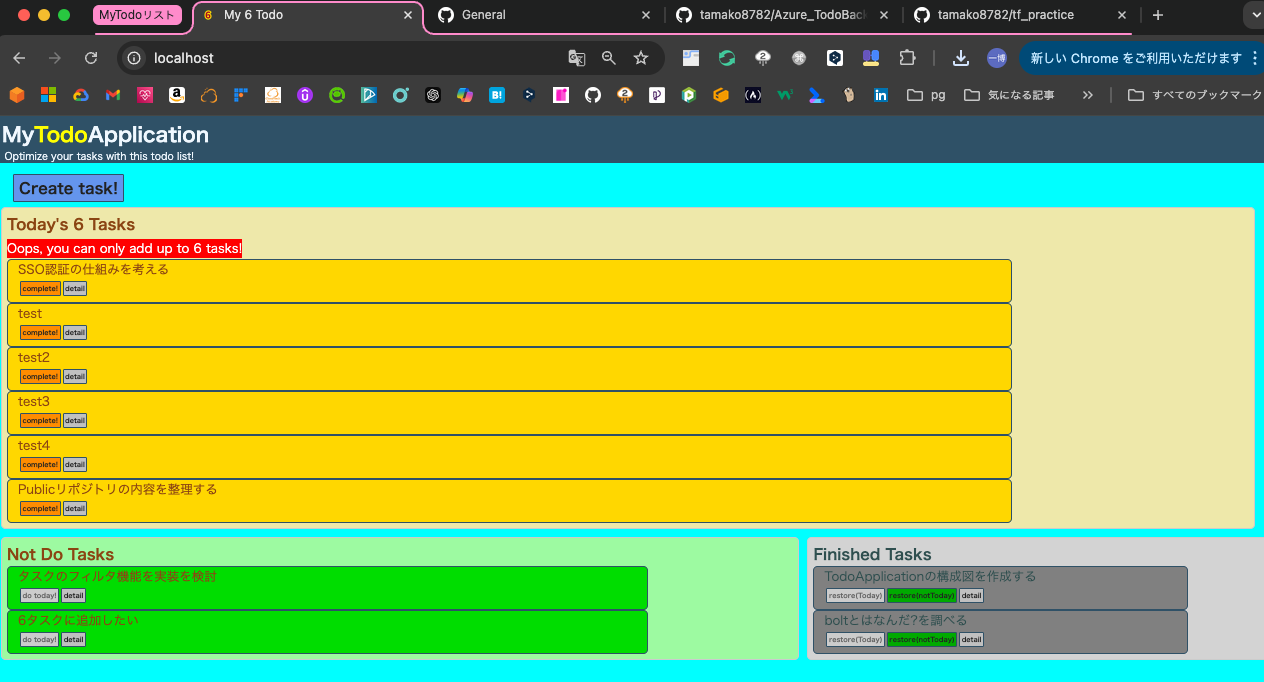 MyTodoリスト
My 6 Todo
General
tamako8782/Azure_TodoBack
tamako8782/tf_practice
localhost
一博
新しい Chrome をご利用いただけます
pg
気になる記事
すべてのブックマーク
MyTodoApplication
Optimize your tasks with this todo list!
Create task!
Today's 6 Tasks
Oops, you can only add up to 6 tasks!
SSO認証の仕組みを考える
complete! detail
test
complete! detail
test2
complete! detail
test3
complete! detail
test4
complete! detail
Publicリポジトリの内容を整理する
complete! detail
Not Do Tasks
タスクのフィルタ機能を実装を検討
do today! detail
6タスクに追加したい
do today! detail
Finished Tasks
TodoApplicationの構成図を作成する
restore(Today) restore(notToday) detail
boltとはなんだ?を調べる
restore(Today) restore(notToday) detail